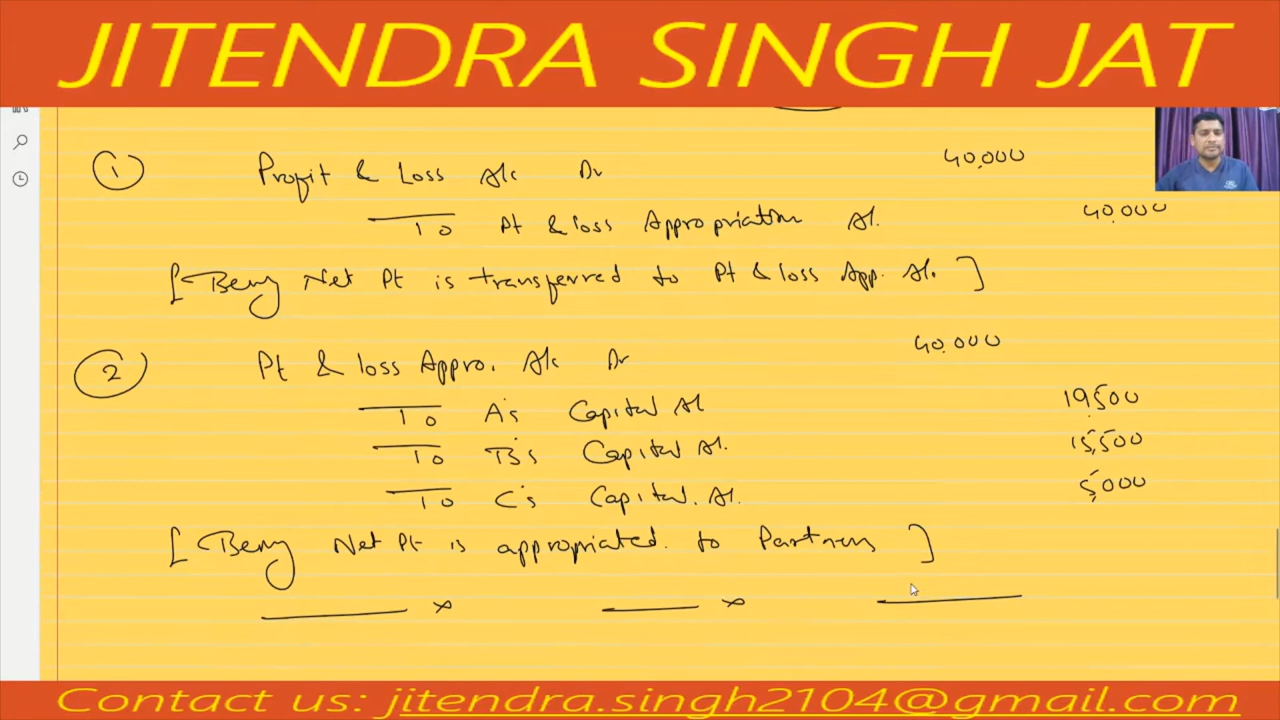 JITENDRA SINGH JAT
1 Profit & Loss A/c Dr 40,000
To Pt & loss Appropriation A/c. 40,000
[Being Net Pt is transferred to Pt & loss App. A/c.]
2 Pt & loss Appro. A/c Dr 40,000
To A's Capital A/c 19,500
To B's Capital A/c. 15,500
To C's Capital. A/c. 5,000
[Being Net Pt is appropriated. to Partners]
Contact us: jitendra.singh2104@gmail.com